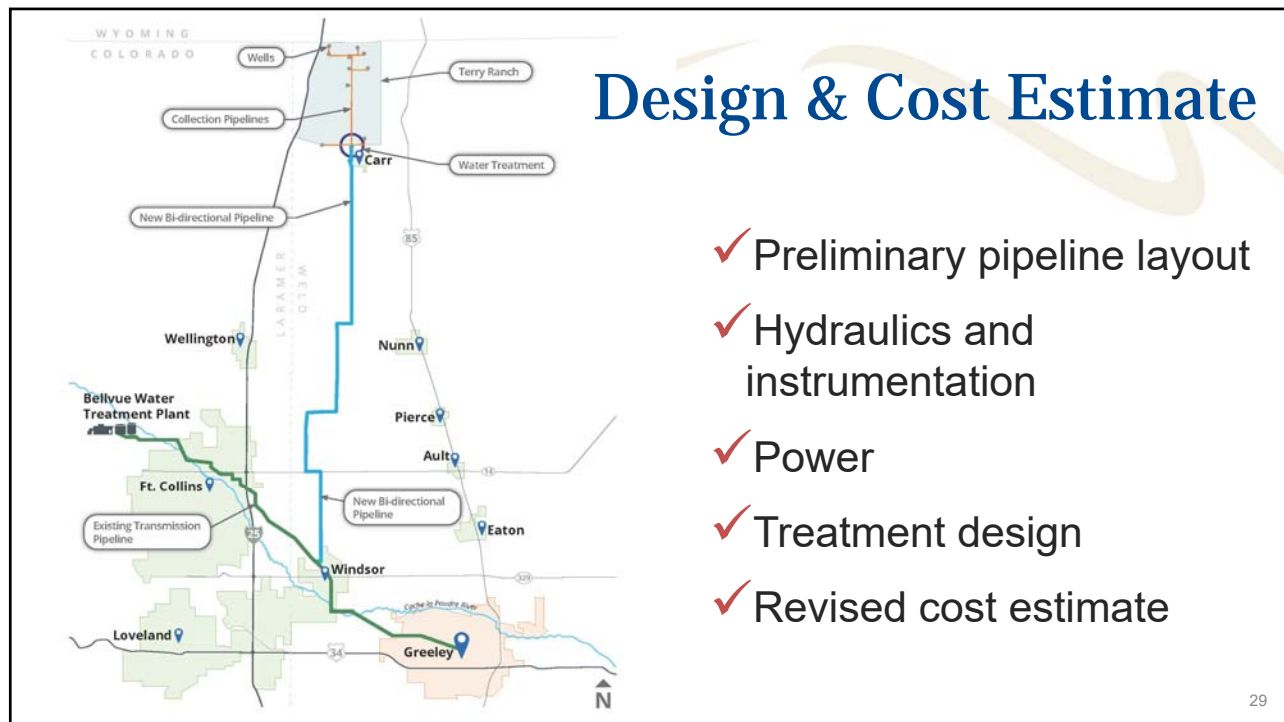 WYOMING
COLORADO
Wells
Terry Ranch
Collection Pipelines
Water Treatment
Carr
New Bi-directional Pipeline
85
LARAMER
WELD
Wellington
Nunn
Bellvue Water
Treatment Plant
Pierce
Ault
14
Ft. Collins
New Bi-directional
Pipeline
Existing Transmission
Pipeline
25
Eaton
Windsor
Cache la Poudre River
Loveland
34
Greeley
N
Design & Cost Estimate
✓Preliminary pipeline layout
✓Hydraulics and
instrumentation
✓Power
✓Treatment design
✓Revised cost estimate
29